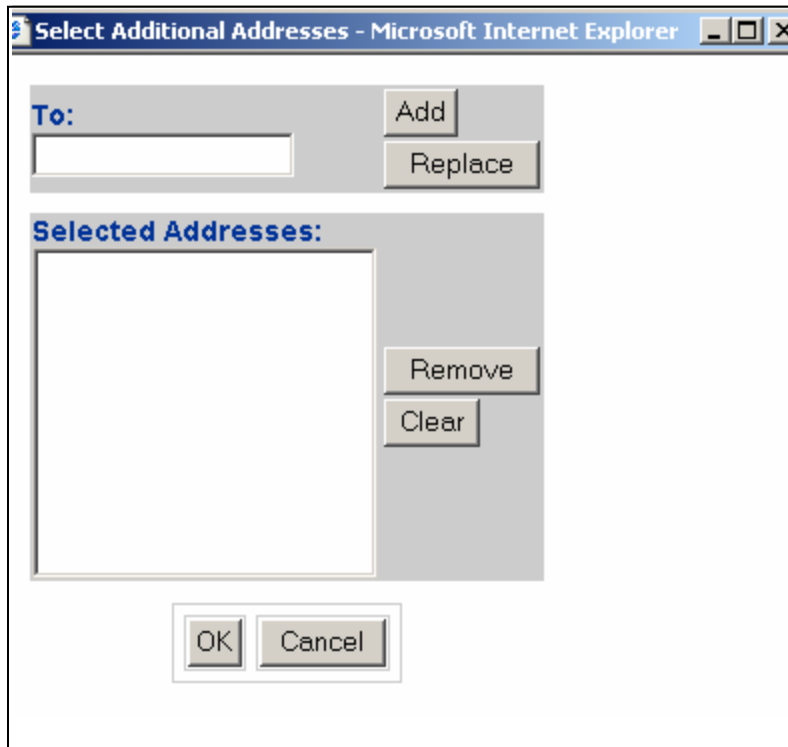 Select Additional Addresses - Microsoft Internet Explorer
To:
Add
Replace
Selected Addresses:
Remove
Clear
OK
Cancel